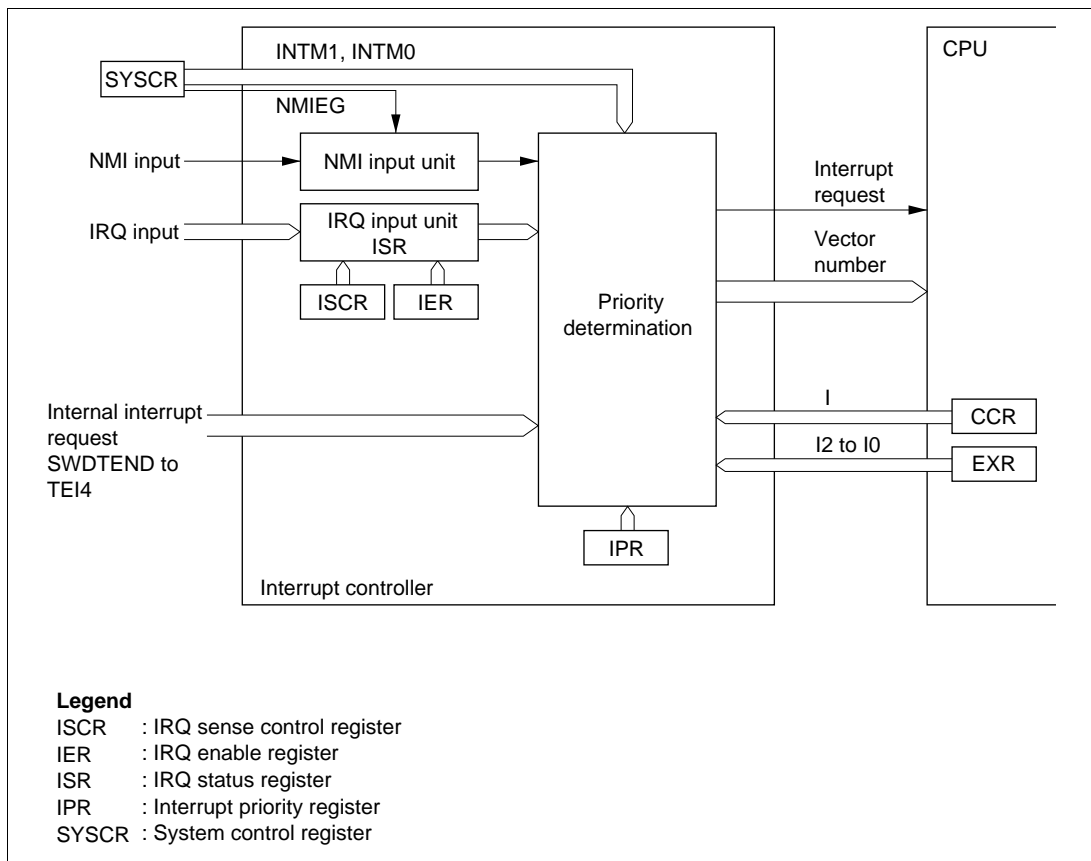 INTM1, INTM0
CPU
SYSCR
NMIEG
NMI input
NMI input unit
Interrupt
request
IRQ input
IRQ input unit
ISR
Vector
number
ISCR
IER
Priority
determination
Internal interrupt
request
SWDTEND to
TEI4
I
CCR
I2 to I0
EXR
IPR
Interrupt controller
Legend
ISCR : IRQ sense control register
IER : IRQ enable register
ISR : IRQ status register
IPR : Interrupt priority register
SYSCR : System control register